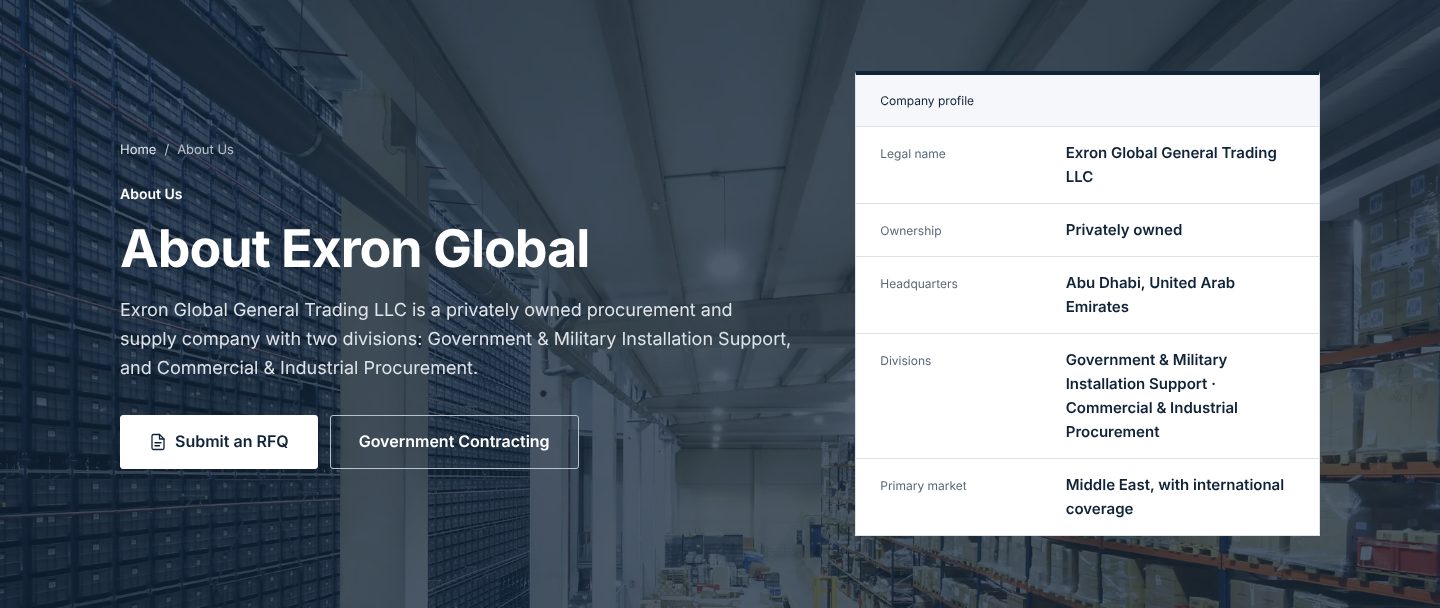 Home / About Us
About Us
About Exron Global
Exron Global General Trading LLC is a privately owned procurement and
supply company with two divisions: Government & Military Installation Support,
and Commercial & Industrial Procurement.
Submit an RFQ
Government Contracting
Company profile
Legal name
Exron Global General Trading
LLC
Ownership
Privately owned
Headquarters
Abu Dhabi, United Arab
Emirates
Divisions
Government & Military
Installation Support ·
Commercial & Industrial
Procurement
Primary market
Middle East, with international
coverage